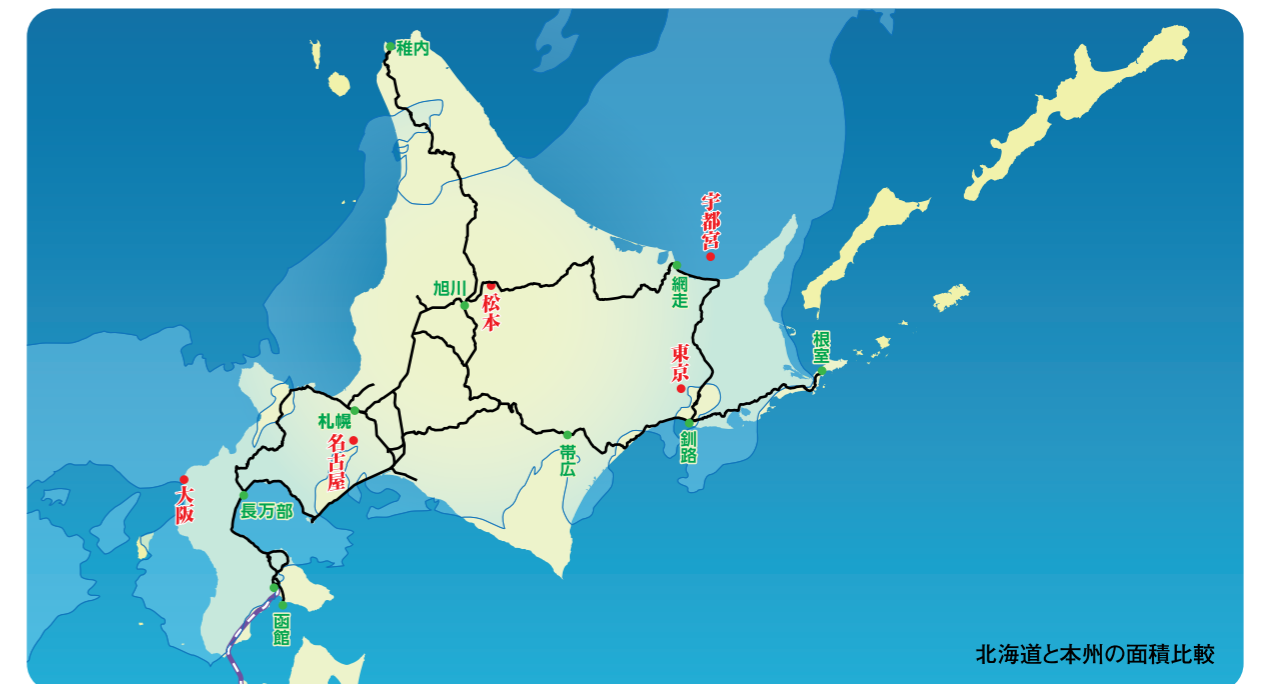 稚内
宇都宮
旭川
松本
網走
根室
東京
札幌
名古屋
帯広
釧路
大阪
長万部
函館
北海道と本州の面積比較